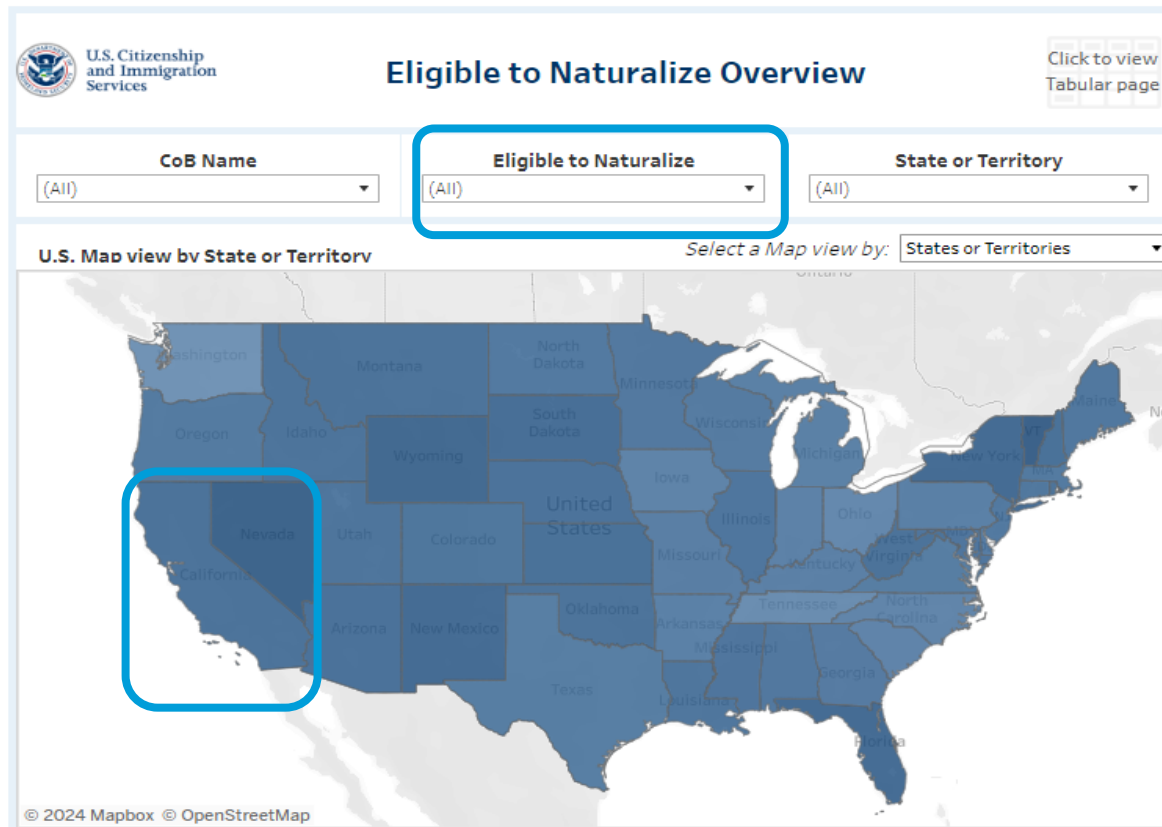 U.S. Citizenship
and Immigration
Services
Eligible to Naturalize Overview
Click to view
Tabular page
CoB Name
Eligible to Naturalize
State or Territory
(All)
(All)
(All)
U.S. Map view by State or Territory
Select a Map view by:
States or Territories
Ontario
Washington
Montana
North
Dakota
Minnesota
Maine
Oregon
Idaho
South
Dakota
Wisconsin
Michigan
VT
New York
MA
Wyoming
Iowa
United
States
Nevada
Utah
Colorado
Illinois
Ohio
NJ
MD
West
Virginia
California
Missouri
Kentucky
Arizona
New Mexico
Oklahoma
Arkansas
Tennessee
North
Carolina
Mississippi
Georgia
Texas
Louisiana
Florida
© 2024 Mapbox © OpenStreetMap